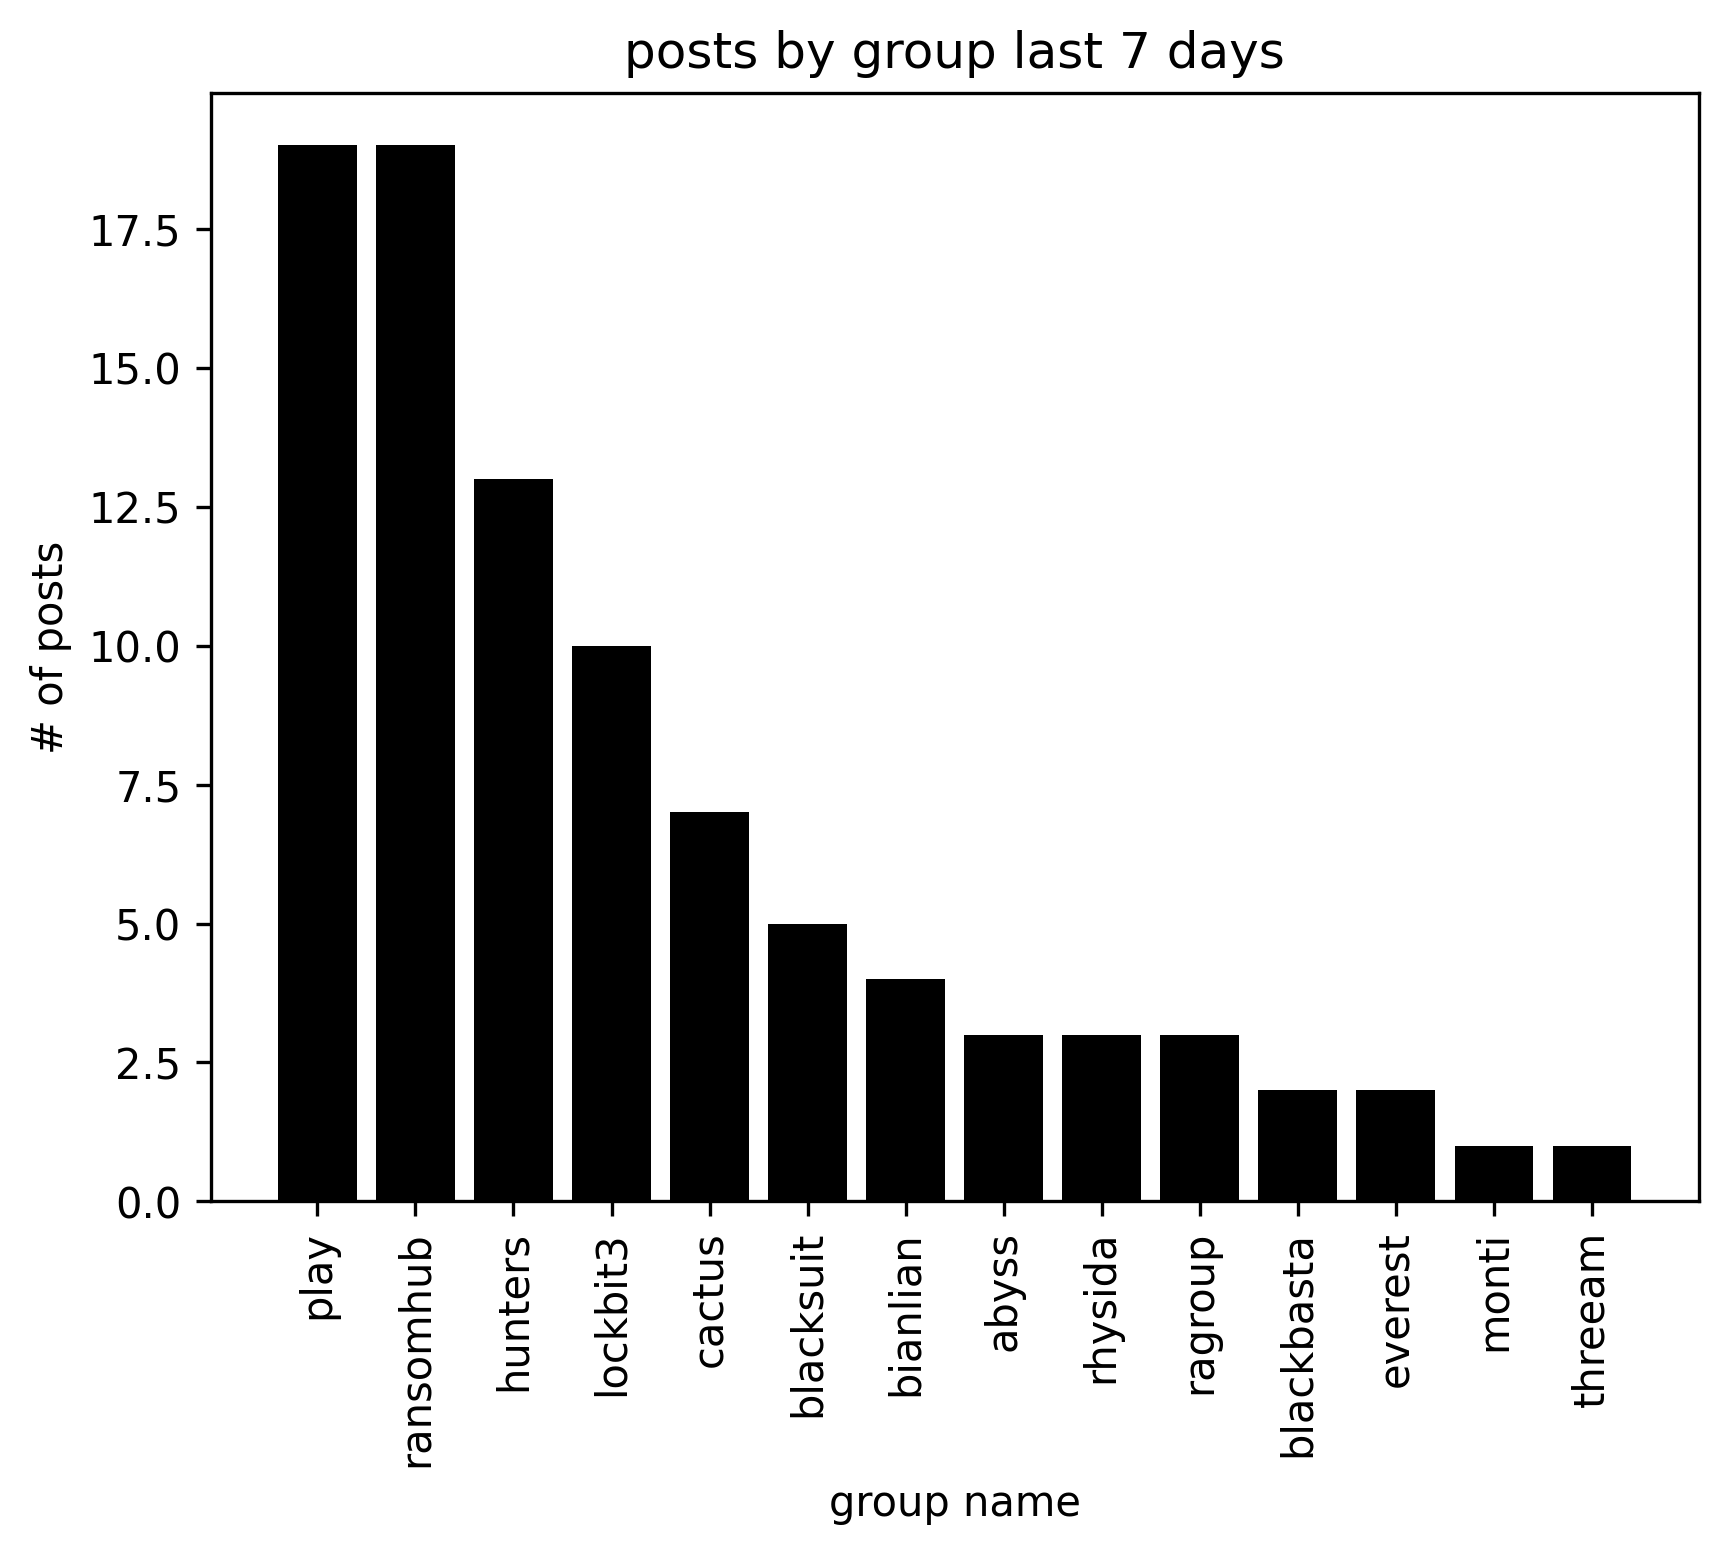 posts by group last 7 days
# of posts
17.5
15.0
12.5
10.0
7.5
5.0
2.5
0.0
play
ransomhub
hunters
lockbit3
cactus
blacksuit
bianlian
abyss
rhysida
ragroup
blackbasta
everest
monti
threeam
group name